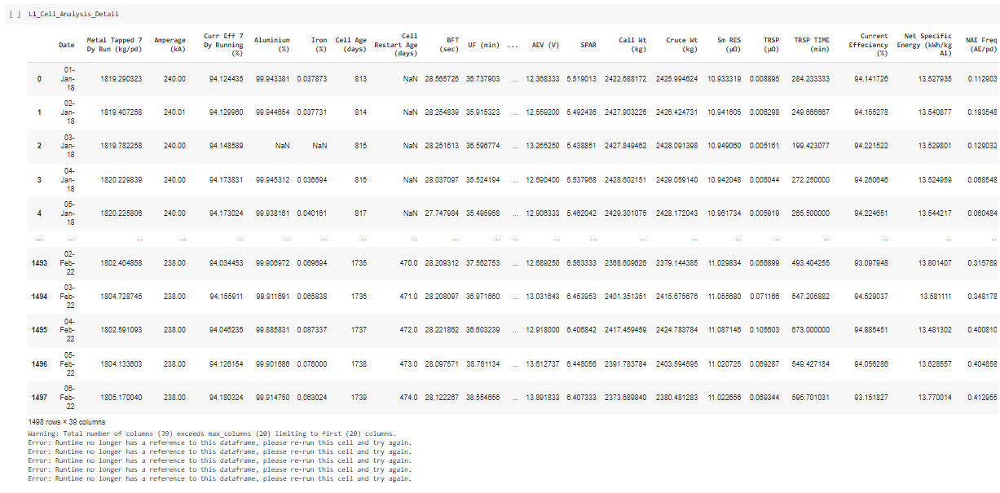 [ ] L1_Cell_Analysis_Detail
Date Metal Tapped 7 Dy Run (kg/pd) Amperage (kA) Curr Eff 7 Dy Running (%) Aluminium (%) Iron (%) Cell Age (days) Cell Restart Age (days) BFT (sec) UF (min) ... AEV (V) SPAR Call Wt (kg) Cruce Wt (kg) Sm RES (µΩ) TRSP (µΩ) TRSP TIME (min) Current Effeciency (%) Net Specific Energy (kWh/kg Al) NAE Freq (AE/pd)
0 01-Jan-18 1819.290323 240.00 94.124435 99.943381 0.037873 813 NaN 28.565726 36.737903 ... 12.368333 5.519013 2422.688172 2425.994624 10.933319 0.008895 284.233333 94.141726 13.527935 0.112903
1 02-Jan-18 1819.407258 240.01 94.129960 99.944654 0.037731 814 NaN 28.254839 35.915323 ... 12.559200 5.492436 2427.903226 2426.424731 10.941605 0.006298 249.666667 94.155278 13.540877 0.193548
2 03-Jan-18 1819.782258 240.00 94.148589 NaN NaN 815 NaN 28.251613 36.596774 ... 13.265250 5.438851 2427.849462 2428.091398 10.949060 0.005161 199.423077 94.221522 13.529801 0.129032
3 04-Jan-18 1820.229839 240.00 94.173831 99.945312 0.036594 816 NaN 28.037097 35.524194 ... 12.590400 5.537968 2428.602151 2429.059140 10.942048 0.006044 272.250000 94.260646 13.524959 0.068548
4 05-Jan-18 1820.225806 240.00 94.173024 99.938161 0.040161 817 NaN 27.747984 35.495968 ... 12.906333 5.462042 2429.301075 2428.172043 10.961734 0.005919 265.500000 94.224651 13.544217 0.060484
... ... ... ... ... ... ... ... ... ... ... ... ... ... ... ... ... ... ... ... ... ...
1493 02-Feb-22 1802.404858 238.00 94.034453 99.906972 0.069694 1735 470.0 28.209312 37.562753 ... 12.689250 6.563333 2368.609626 2379.144385 11.029834 0.056899 493.404255 93.097948 13.801407 0.315789
1494 03-Feb-22 1804.728745 238.00 94.155911 99.911691 0.065838 1736 471.0 28.208097 36.971660 ... 13.031643 6.453953 2401.351351 2415.675676 11.055680 0.071166 547.205882 94.529037 13.581111 0.348178
1495 04-Feb-22 1802.591093 238.00 94.046235 99.885831 0.087337 1737 472.0 28.221862 36.603239 ... 12.918000 6.406842 2417.459459 2424.783784 11.087146 0.105603 673.000000 94.885451 13.481302 0.400810
1496 05-Feb-22 1804.133603 238.00 94.126154 99.901686 0.076000 1738 473.0 28.097571 38.761134 ... 13.612737 6.448056 2391.783784 2403.594595 11.020725 0.069287 549.427184 94.056286 13.628557 0.404858
1497 06-Feb-22 1805.170040 238.00 94.180324 99.914750 0.063024 1739 474.0 28.122267 38.554656 ... 13.891833 6.407333 2373.689840 2380.481283 11.022656 0.069344 595.701031 93.151827 13.770014 0.412955
1498 rows × 39 columns
Warning: Total number of columns (39) exceeds max_columns (20) limiting to first (20) columns.
Error: Runtime no longer has a reference to this dataframe, please re-run this cell and try again.
Error: Runtime no longer has a reference to this dataframe, please re-run this cell and try again.
Error: Runtime no longer has a reference to this dataframe, please re-run this cell and try again.
Error: Runtime no longer has a reference to this dataframe, please re-run this cell and try again.
Error: Runtime no longer has a reference to this dataframe, please re-run this cell and try again.